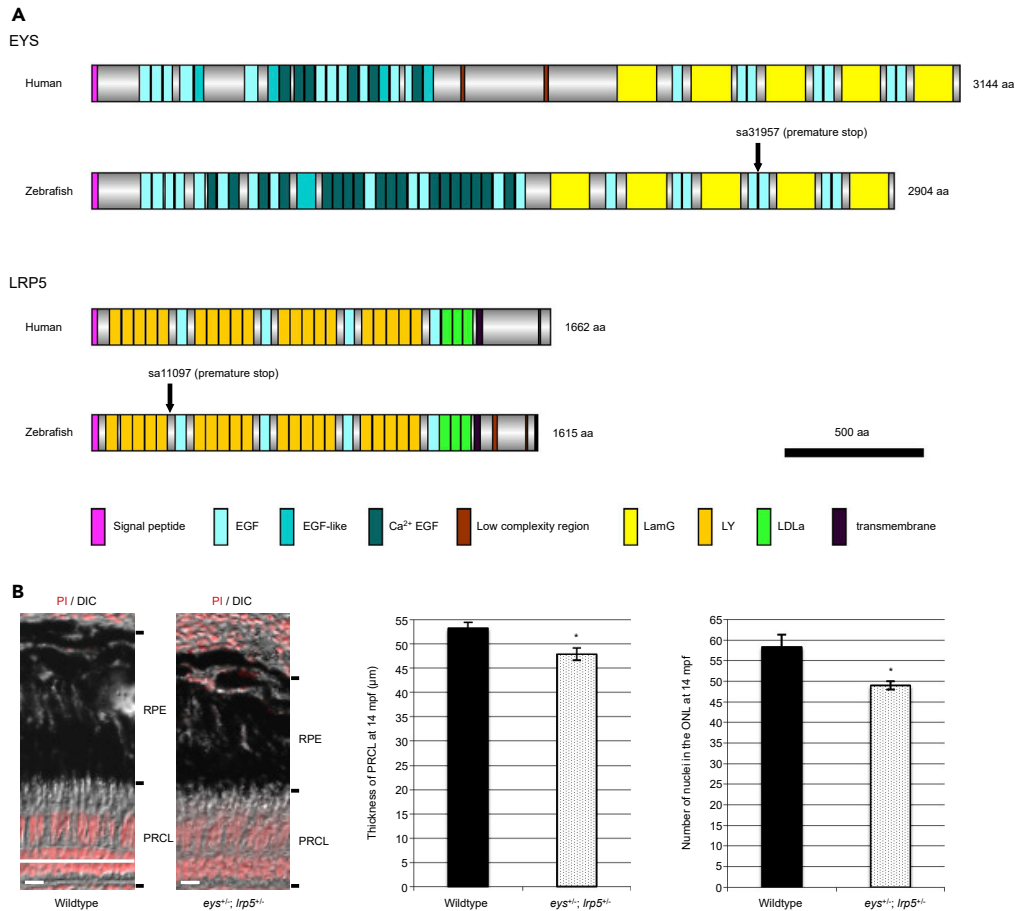 A
EYS
Human
3144 aa
sa31957 (premature stop)
Zebrafish
2904 aa
LRP5
Human
1662 aa
sa11097 (premature stop)
Zebrafish
1615 aa
500 aa
Signal peptide
EGF
EGF-like
Ca²⁺ EGF
Low complexity region
LamG
LY
LDLa
transmembrane
B
PI / DIC
RPE
PRCL
Wildtype
PI / DIC
RPE
PRCL
eys⁺/⁻; lrp5⁺/⁻
Thickness of PRCL at 14 mpf (µm)
55
50
45
40
35
30
25
20
15
10
5
0
*
Wildtype
eys⁺/⁻; lrp5⁺/⁻
Number of nuclei in the ONL at 14 mpf
65
60
55
50
45
40
35
30
25
20
15
10
5
0
*
Wildtype
eys⁺/⁻; lrp5⁺/⁻